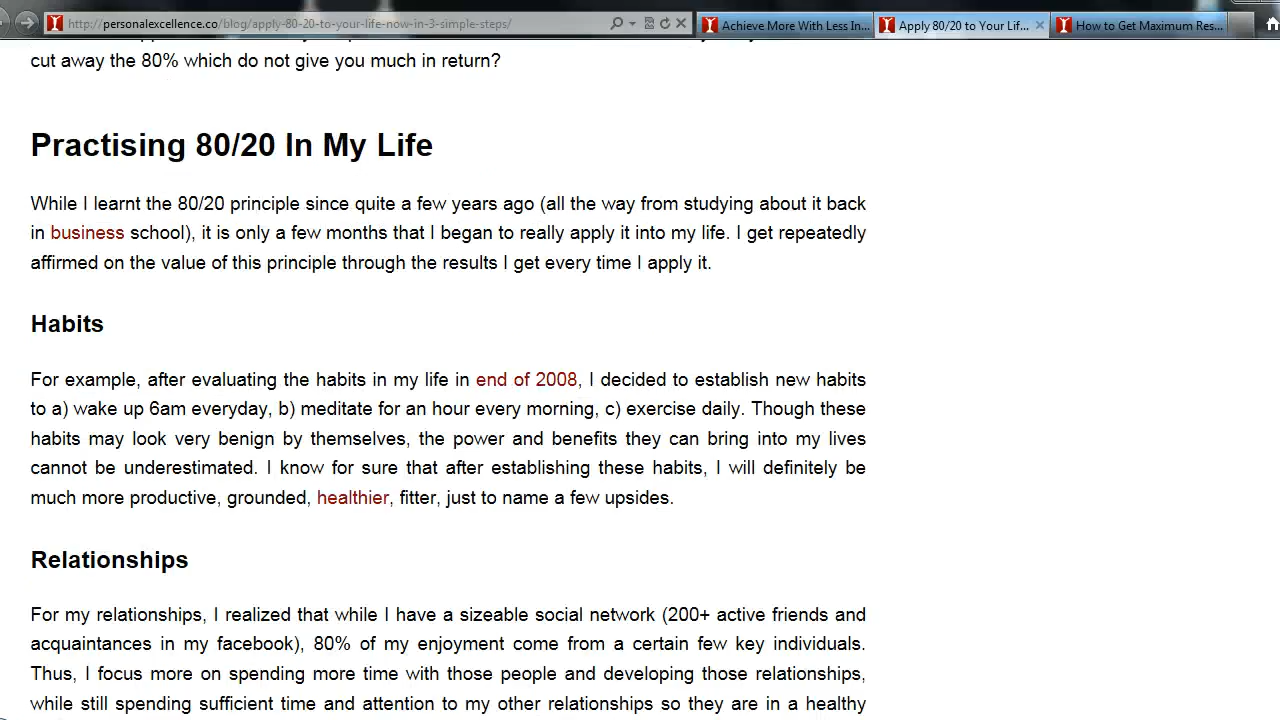 http://personalexcellence.co/blog/apply-80-20-to-your-life-now-in-3-simple-steps/
Achieve More With Less In...
Apply 80/20 to Your Lif...
How to Get Maximum Res...
cut away the 80% which do not give you much in return?
Practising 80/20 In My Life
While I learnt the 80/20 principle since quite a few years ago (all the way from studying about it back
in business school), it is only a few months that I began to really apply it into my life. I get repeatedly
affirmed on the value of this principle through the results I get every time I apply it.
Habits
For example, after evaluating the habits in my life in end of 2008, I decided to establish new habits
to a) wake up 6am everyday, b) meditate for an hour every morning, c) exercise daily. Though these
habits may look very benign by themselves, the power and benefits they can bring into my lives
cannot be underestimated. I know for sure that after establishing these habits, I will definitely be
much more productive, grounded, healthier, fitter, just to name a few upsides.
Relationships
For my relationships, I realized that while I have a sizeable social network (200+ active friends and
acquaintances in my facebook), 80% of my enjoyment come from a certain few key individuals.
Thus, I focus more on spending more time with those people and developing those relationships,
while still spending sufficient time and attention to my other relationships so they are in a healthy